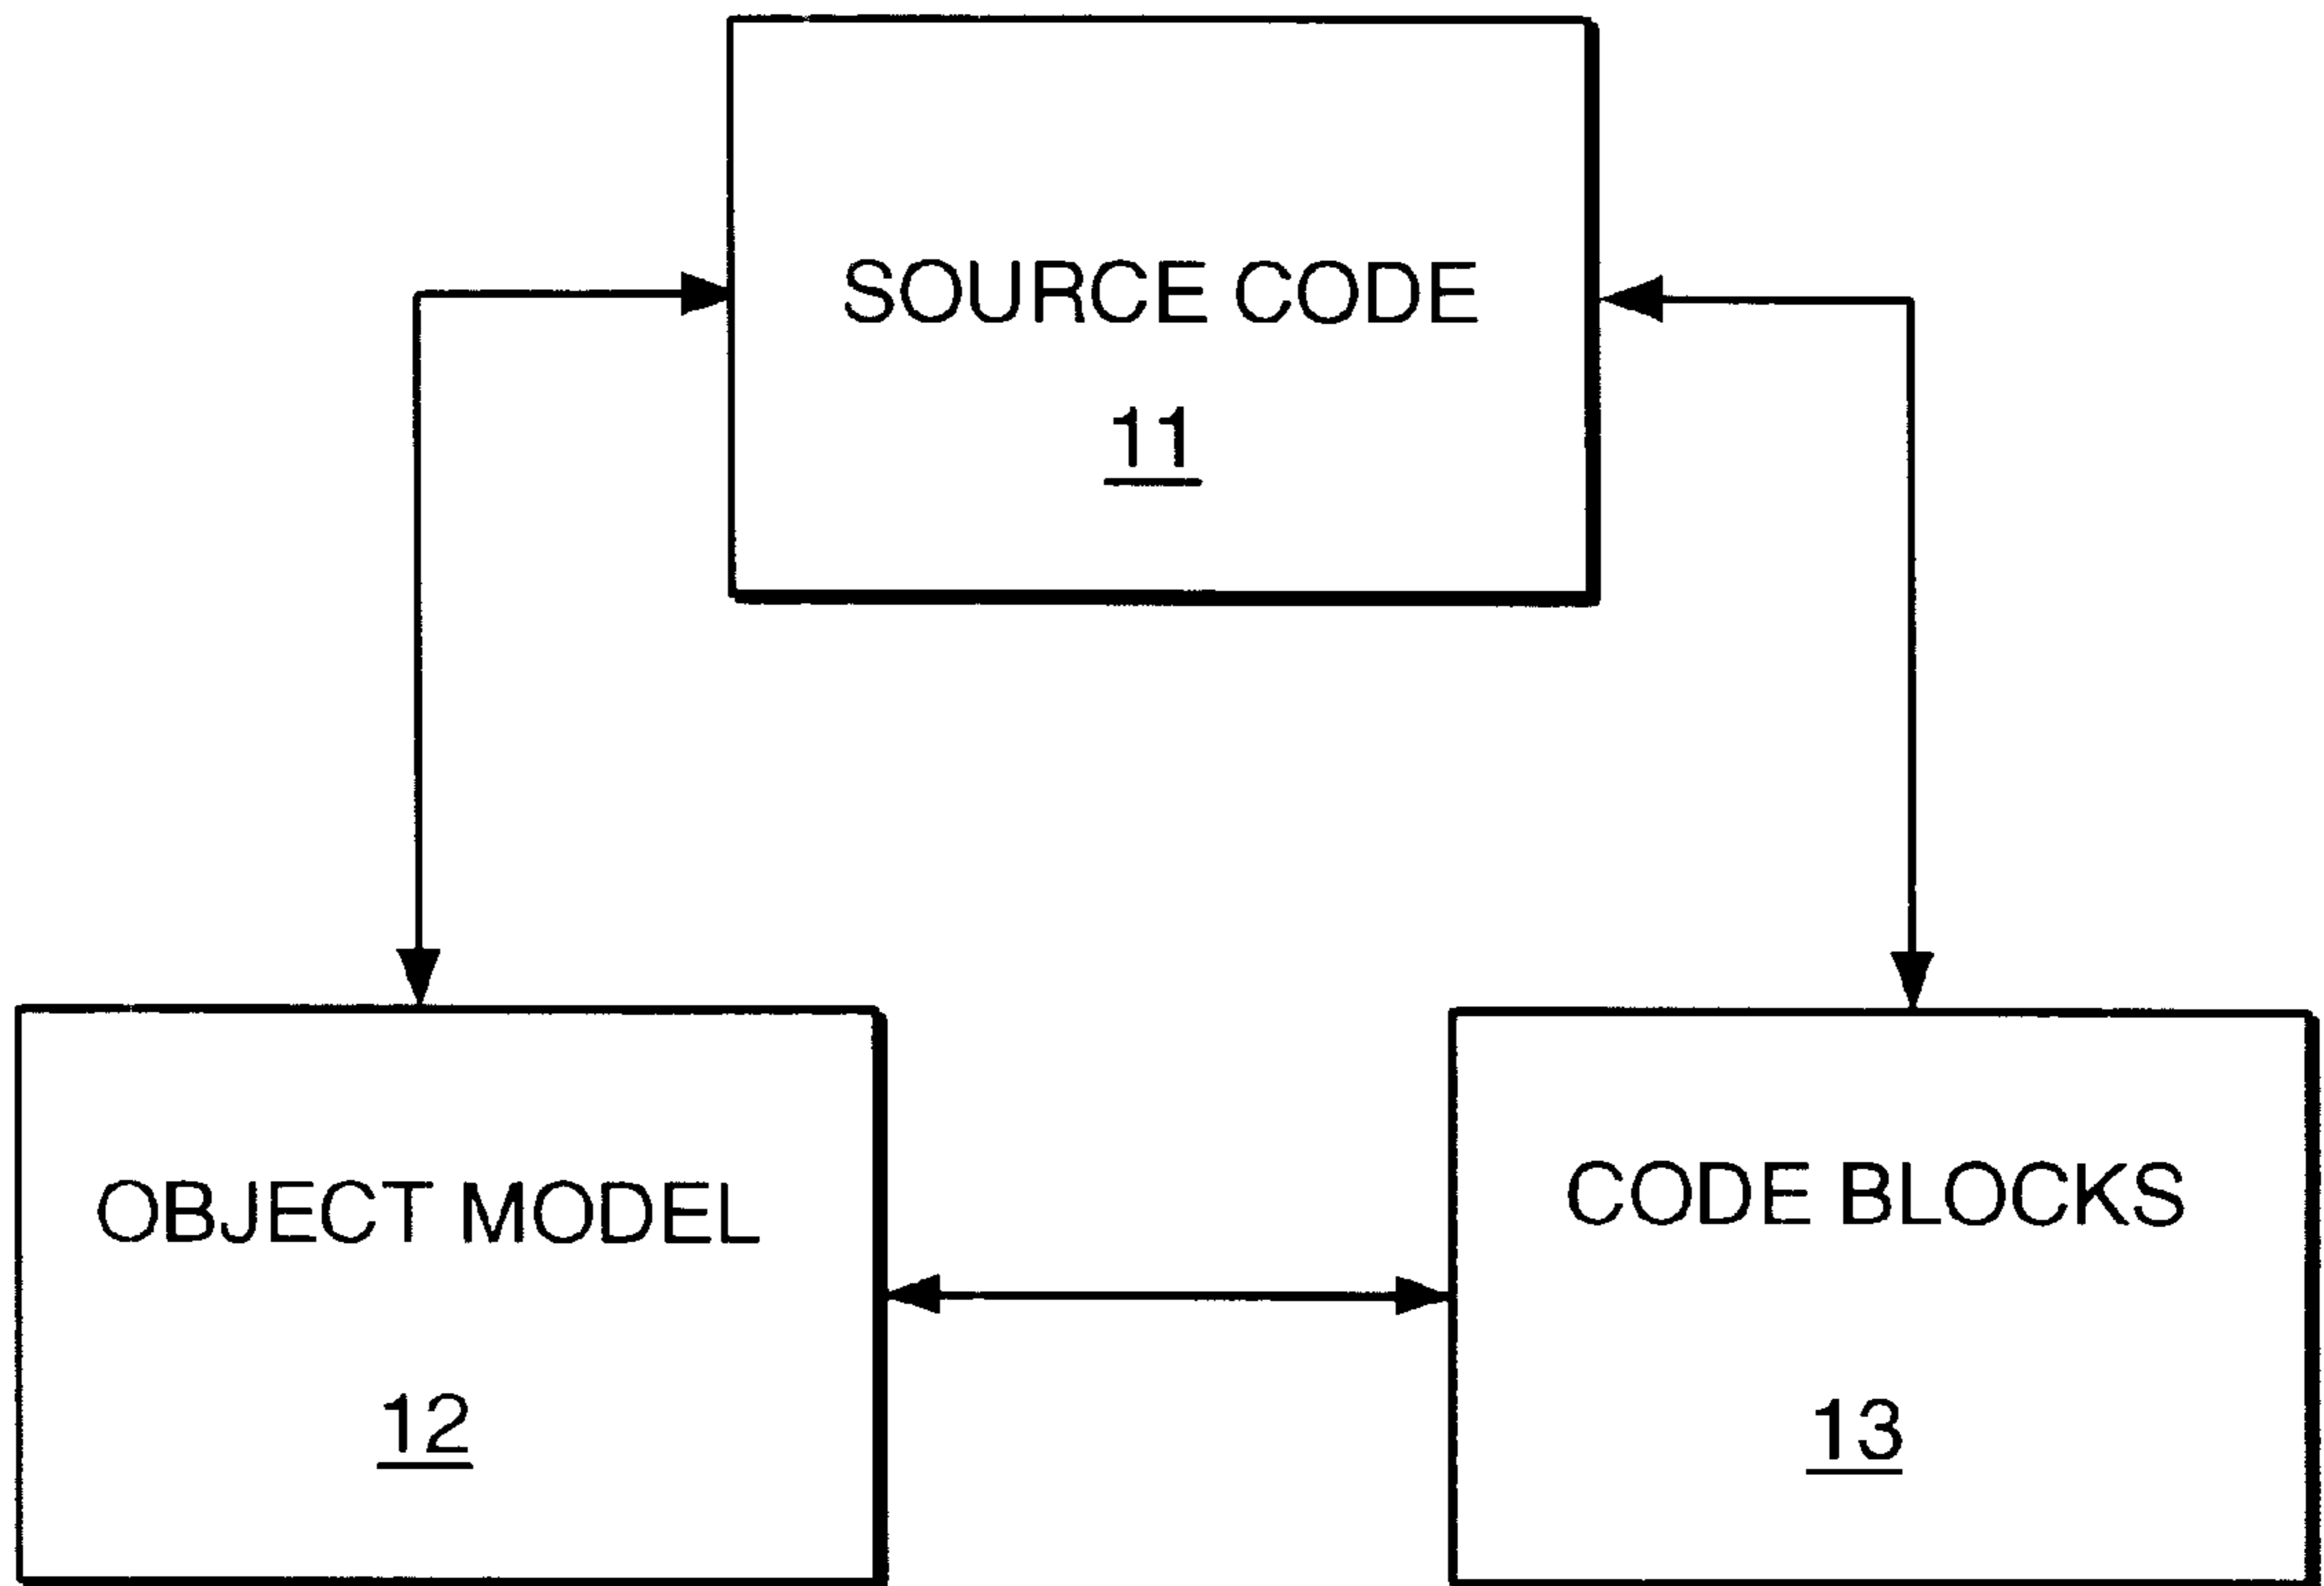 SOURCE CODE
11
OBJECT MODEL
12
CODE BLOCKS
13